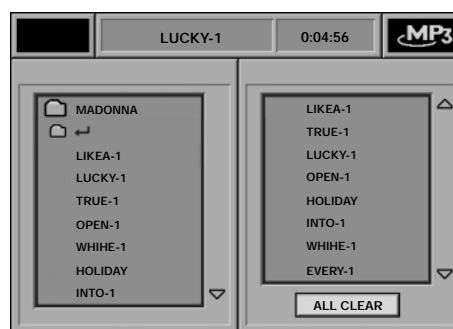 LUCKY-1
0:04:56
MP3
MADONNA
LIKEA-1
LUCKY-1
TRUE-1
OPEN-1
WHIHE-1
HOLIDAY
INTO-1
LIKEA-1
TRUE-1
LUCKY-1
OPEN-1
HOLIDAY
INTO-1
WHIHE-1
EVERY-1
ALL CLEAR